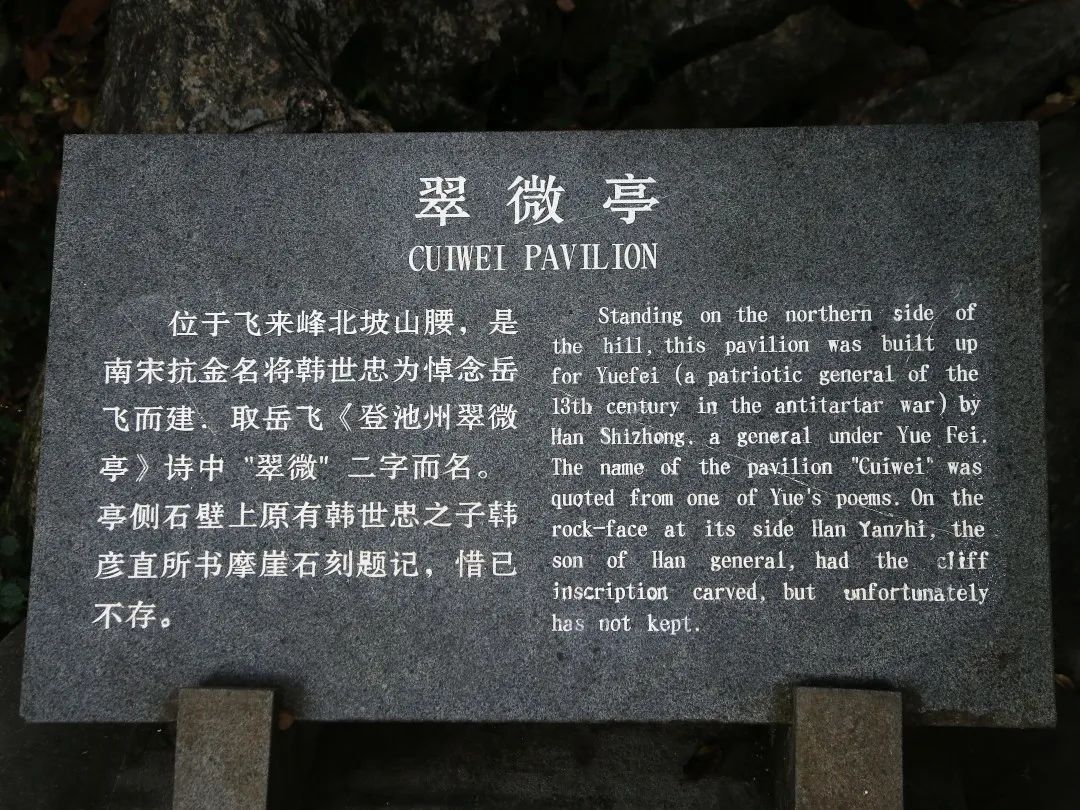 翠微亭
CUIWEI PAVILION
位于飞来峰北坡山腰，是
南宋抗金名将韩世忠为悼念岳
飞而建．取岳飞《登池州翠微
亭》诗中 "翠微" 二字而名。
亭侧石壁上原有韩世忠之子韩
彦直所书摩崖石刻题记，惜已
不存。
Standing on the northern side of
the hill, this pavilion was built up
for Yuefei (a patriotic general of the
13th century in the antitartar war) by
Han Shizhong. a general under Yue Fei.
The name of the pavilion "Cuiwei" was
quoted from one of Yue's poems. On the
rock-face at its side Han Yanzhi, the
son of Han general, had the cliff
inscription carved, but unfortunately
has not kept.